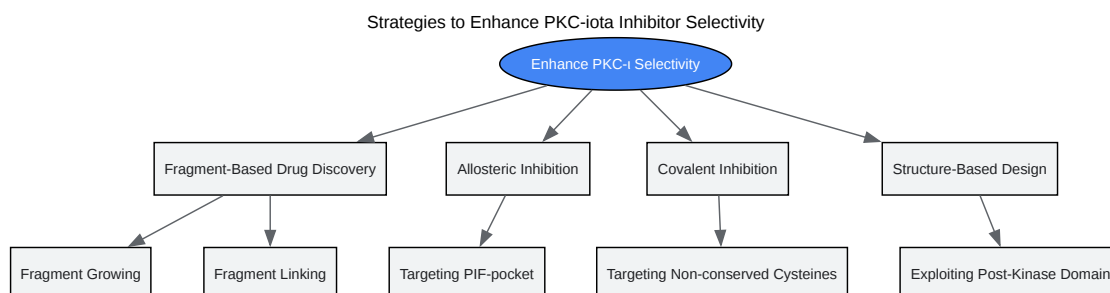 Strategies to Enhance PKC-iota Inhibitor Selectivity
Enhance PKC-ι Selectivity
Fragment-Based Drug Discovery
Allosteric Inhibition
Covalent Inhibition
Structure-Based Design
Fragment Growing
Fragment Linking
Targeting PIF-pocket
Targeting Non-conserved Cysteines
Exploiting Post-Kinase Domain